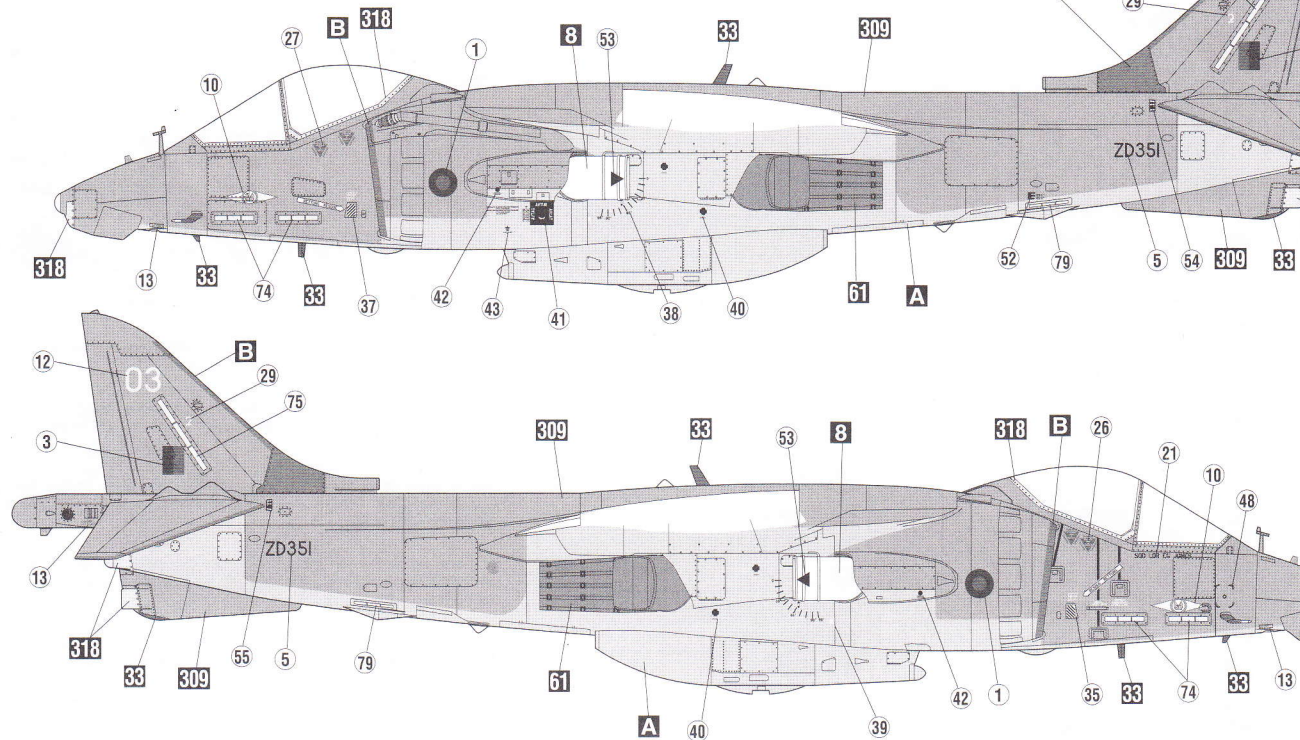 29
B 318 33 309
27 1 8 53
10
ZD351
318 13 33 74 33 37 42 43 41 38 40 61 A 52 79 5 54 309 33
B
12 03 29
75
3
309 33 53 8 318 B 26 21 10 48
ZD351
13
318 33 309 55 5 79 61 A 40 39 42 1 35 33 74 33 13